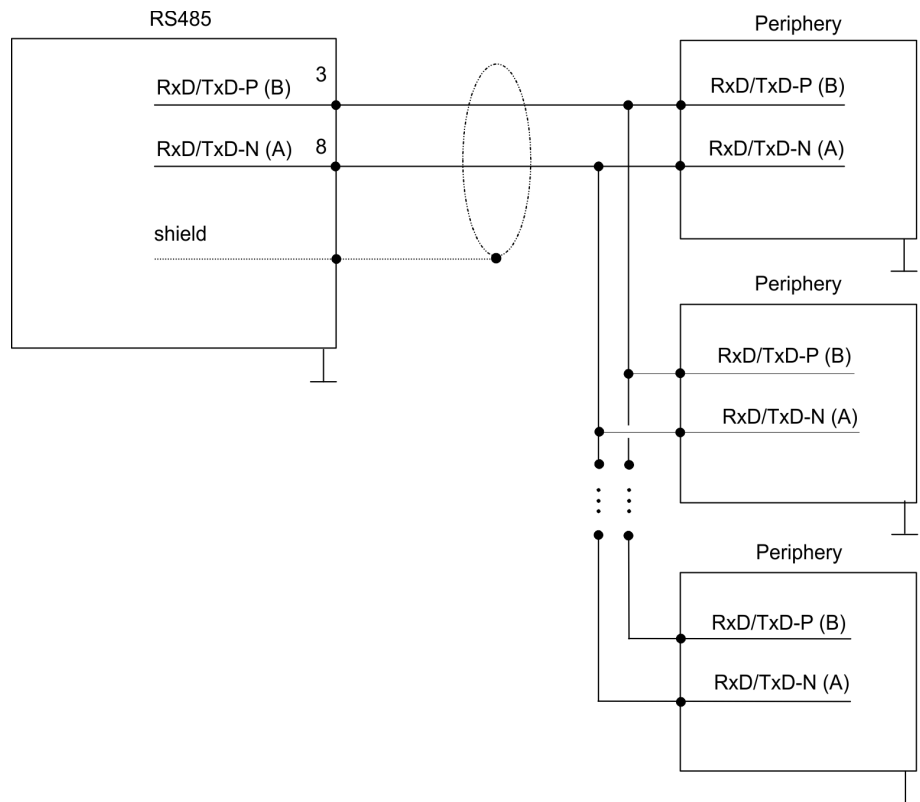 RS485
RxD/TxD-P (B)
3
RxD/TxD-N (A)
8
shield
Periphery
RxD/TxD-P (B)
RxD/TxD-N (A)
Periphery
RxD/TxD-P (B)
RxD/TxD-N (A)
Periphery
RxD/TxD-P (B)
RxD/TxD-N (A)